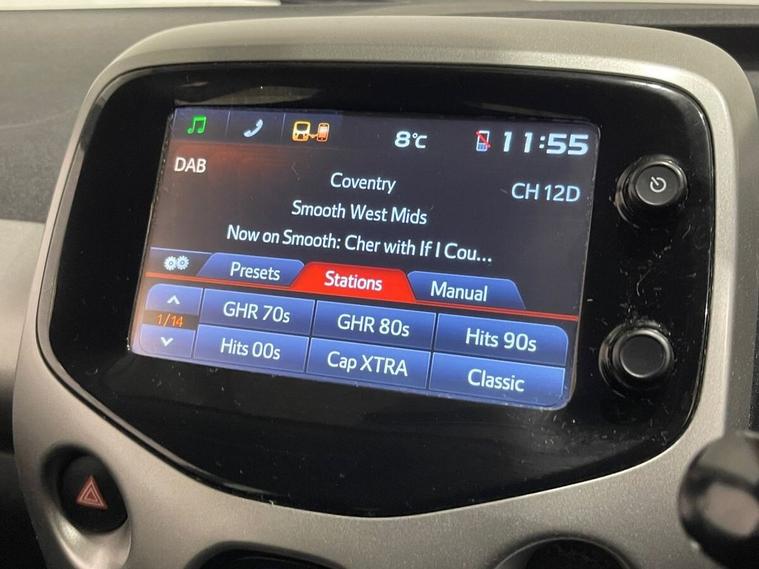 8°C
11:55
DAB
Coventry
CH 12D
Smooth West Mids
Now on Smooth: Cher with If I Cou...
Presets
Stations
Manual
1/14
GHR 70s
GHR 80s
Hits 90s
Hits 00s
Cap XTRA
Classic